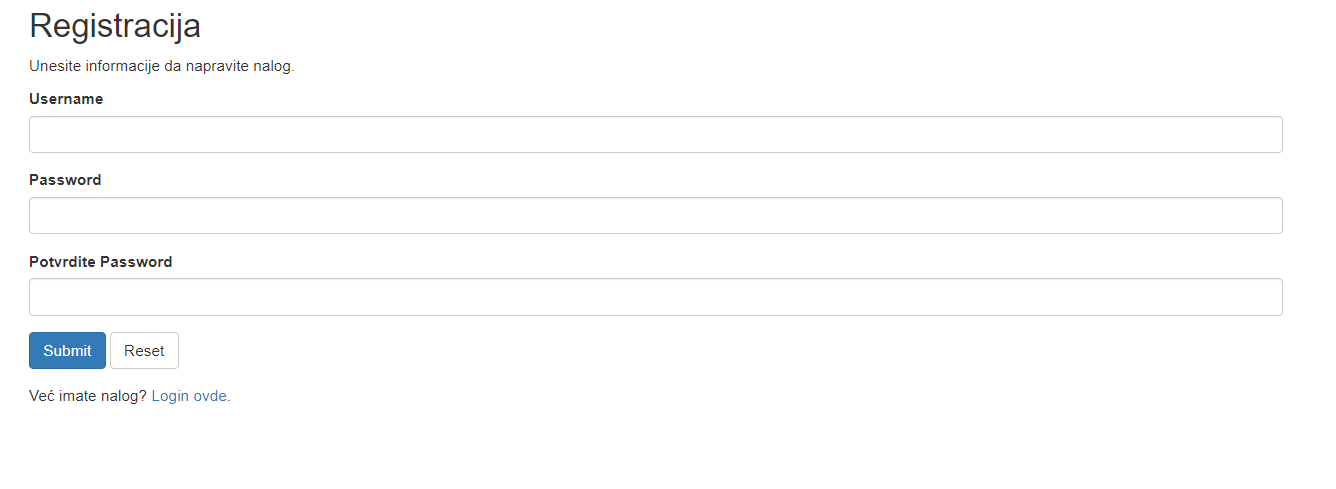 Registracija
Unesite informacije da napravite nalog.
Username
Password
Potvrdite Password
Submit Reset
Već imate nalog? Login ovde.